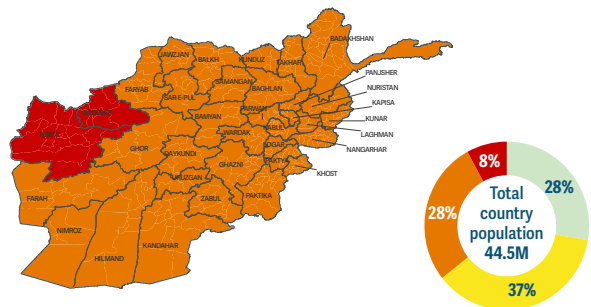 BADAKHSHAN
JAWZJAN
BALKH
KUNDUZ
TAKHAR
PANJSHER
FARYAB
SAMANGAN
BAGHLAN
NURISTAN
SAR-E-PUL
KAPISA
PARWAN
BAMYAN
KUNAR
KABUL
WARDAK
LAGHMAN
GHOR
LOGAR
NANGARHAR
DAYKUNDI
GHAZNI
PAKTYA
KHOST
URUZGAN
FARAH
ZABUL
PAKTIKA
NIMROZ
KANDAHAR
HILMAND
8%
28%
28%
Total
country
population
44.5M
37%